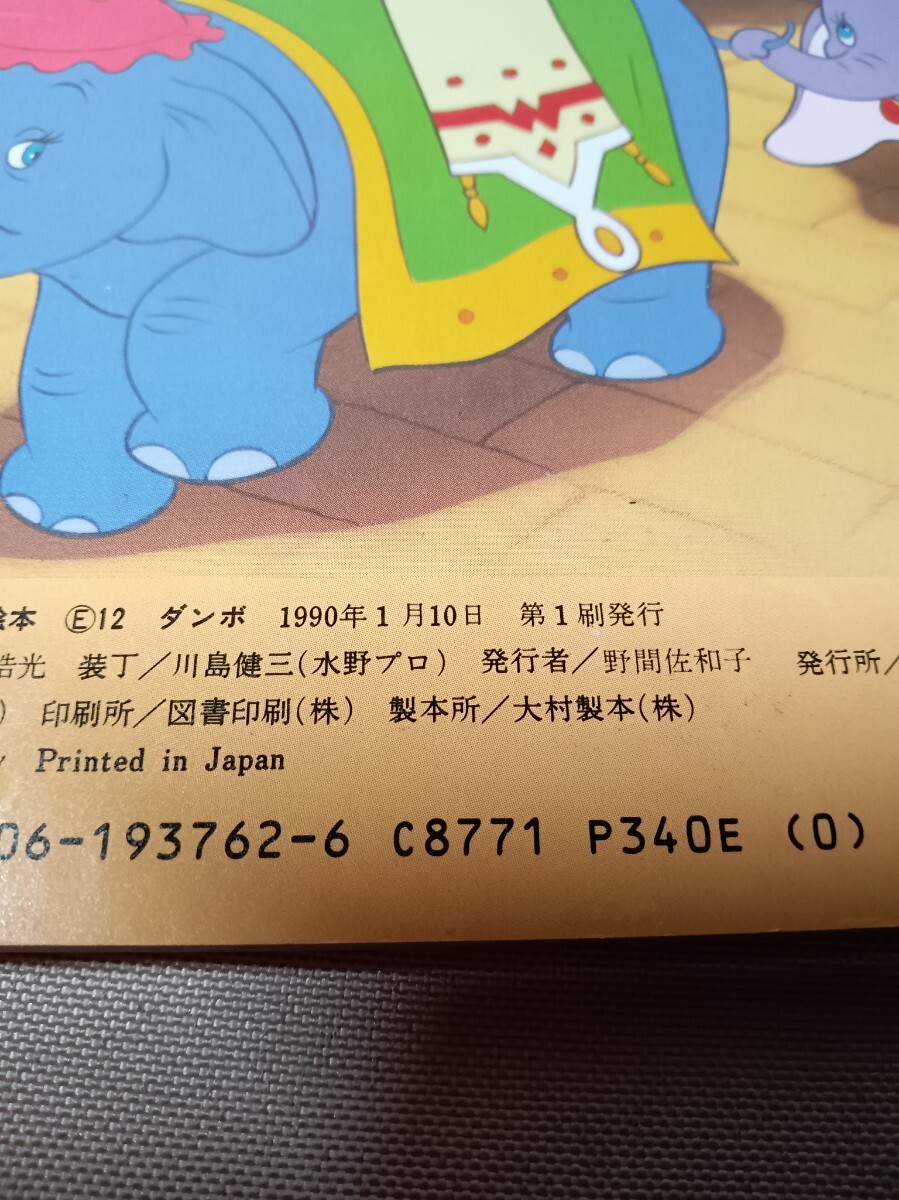 絵本 Ⓔ12 ダンボ 1990年1月10日 第1刷発行
浩光 装丁／川島健三(水野プロ) 発行者／野間佐和子 発行所／
) 印刷所／図書印刷(株) 製本所／大村製本(株)
Printed in Japan
06-193762-6 C8771 P340E (0)